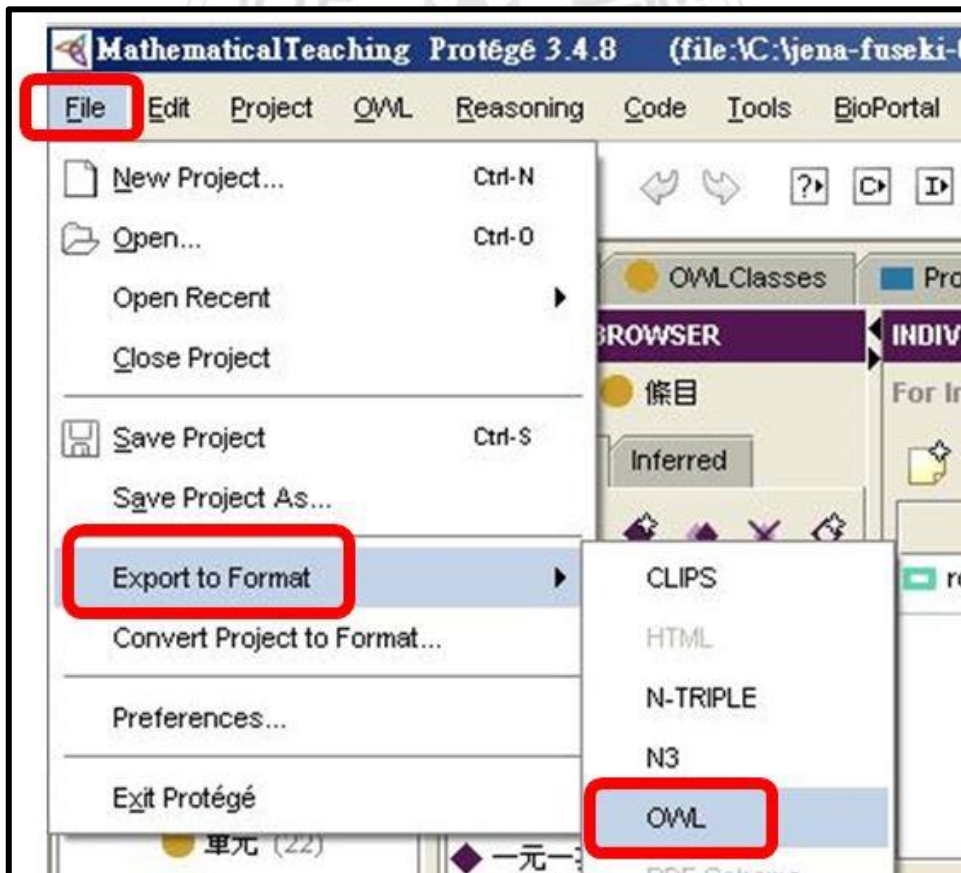 MathematicalTeaching Protégé 3.4.8 (file:\C:\jena-fuseki-
File Edit Project OWL Reasoning Code Tools BioPortal
New Project... Ctrl-N
Open... Ctrl-O
Open Recent
Close Project
Save Project Ctrl-S
Save Project As...
Export to Format
Convert Project to Format...
Preferences...
Exit Protégé
OWLClasses
Pro
BROWSER
INDIV
條目
For In
Inferred
CLIPS
HTML
N-TRIPLE
N3
OWL
RDF Schema
單元 (22)
一元一